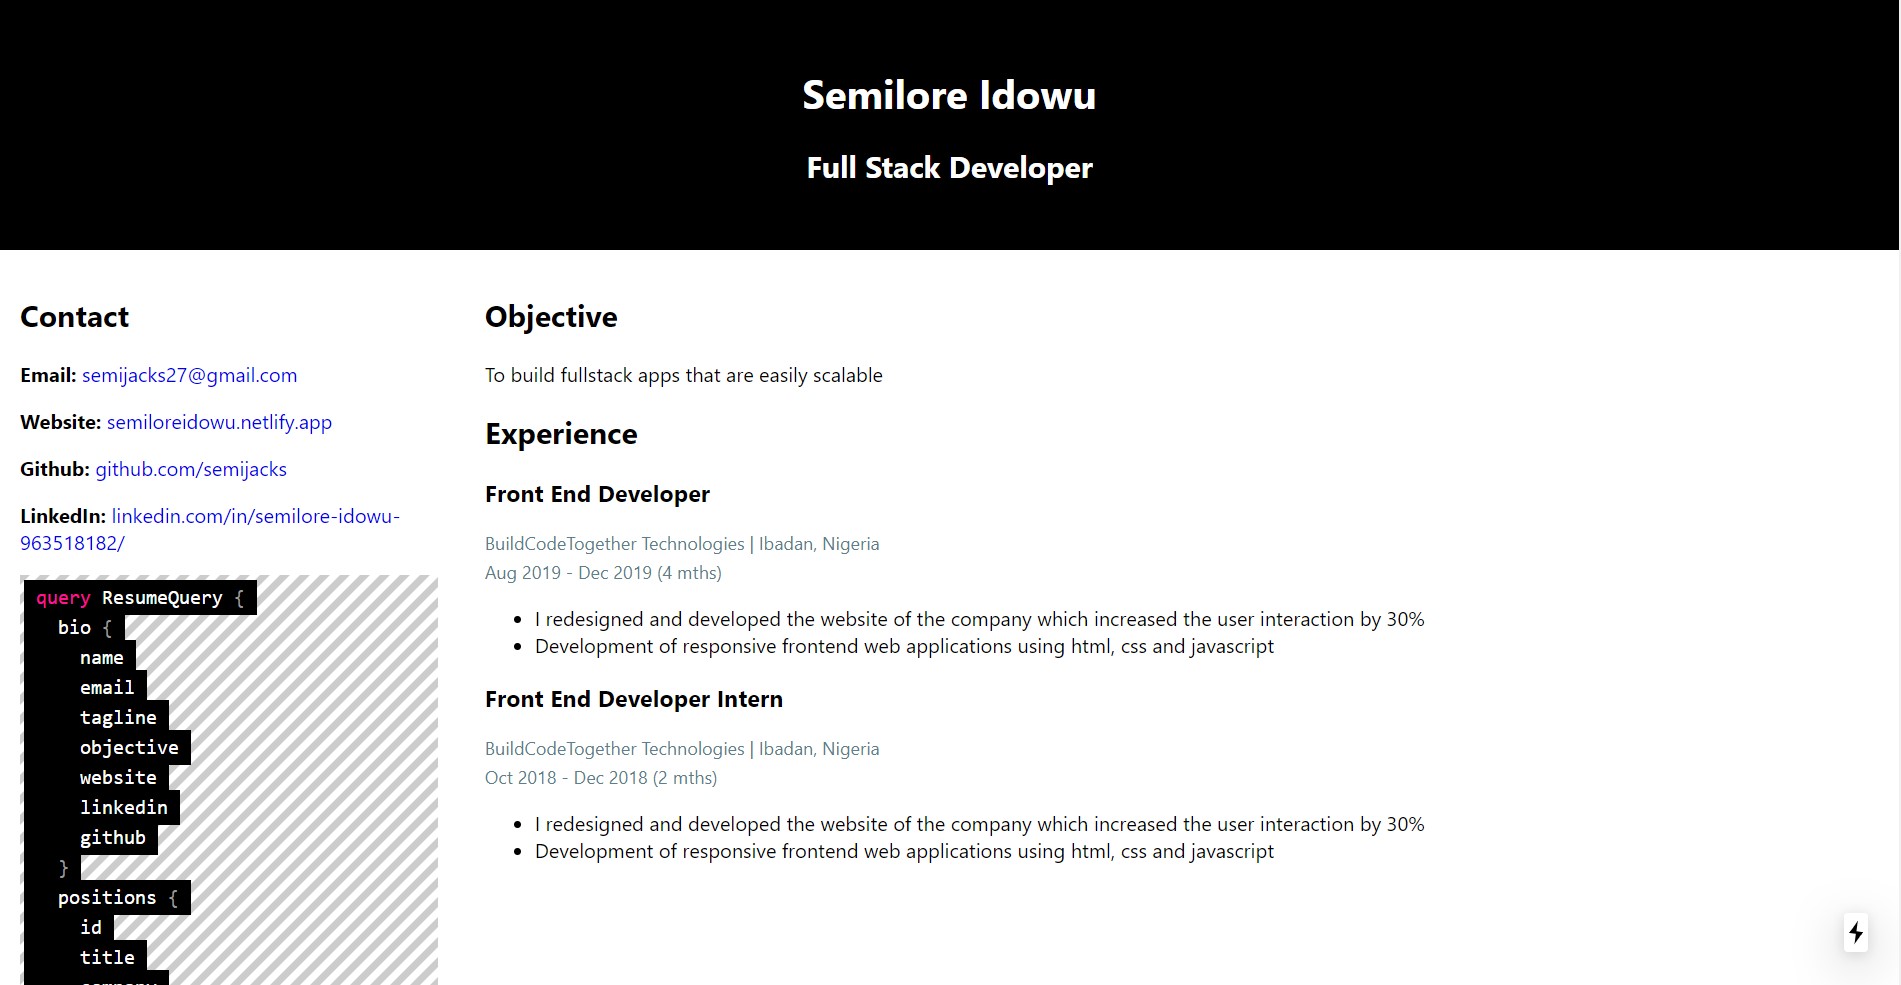 Semilore Idowu
Full Stack Developer
Contact
Email: semijacks27@gmail.com
Website: semiloreidowu.netlify.app
Github: github.com/semijacks
LinkedIn: linkedin.com/in/semilore-idowu-
963518182/
query ResumeQuery {
bio {
name
email
tagline
objective
website
linkedin
github
}
positions {
id
title
company
Objective
To build fullstack apps that are easily scalable
Experience
Front End Developer
BuildCodeTogether Technologies | Ibadan, Nigeria
Aug 2019 - Dec 2019 (4 mths)
• I redesigned and developed the website of the company which increased the user interaction by 30%
• Development of responsive frontend web applications using html, css and javascript
Front End Developer Intern
BuildCodeTogether Technologies | Ibadan, Nigeria
Oct 2018 - Dec 2018 (2 mths)
• I redesigned and developed the website of the company which increased the user interaction by 30%
• Development of responsive frontend web applications using html, css and javascript